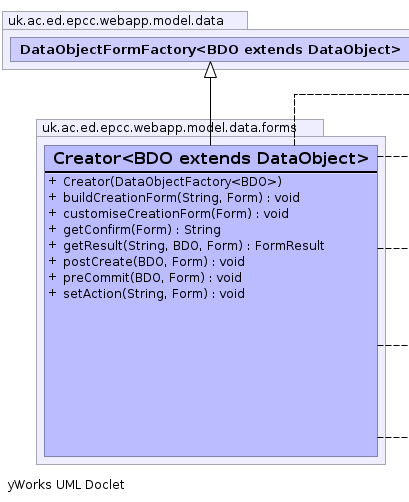 uk.ac.ed.epcc.webapp.model.data
DataObjectFormFactory<BDO extends DataObject>
uk.ac.ed.epcc.webapp.model.data.forms
Creator<BDO extends DataObject>
+ Creator(DataObjectFactory<BDO>)
+ buildCreationForm(String, Form) : void
+ customiseCreationForm(Form) : void
+ getConfirm(Form) : String
+ getResult(String, BDO, Form) : FormResult
+ postCreate(BDO, Form) : void
+ preCommit(BDO, Form) : void
+ setAction(String, Form) : void
yWorks UML Doclet